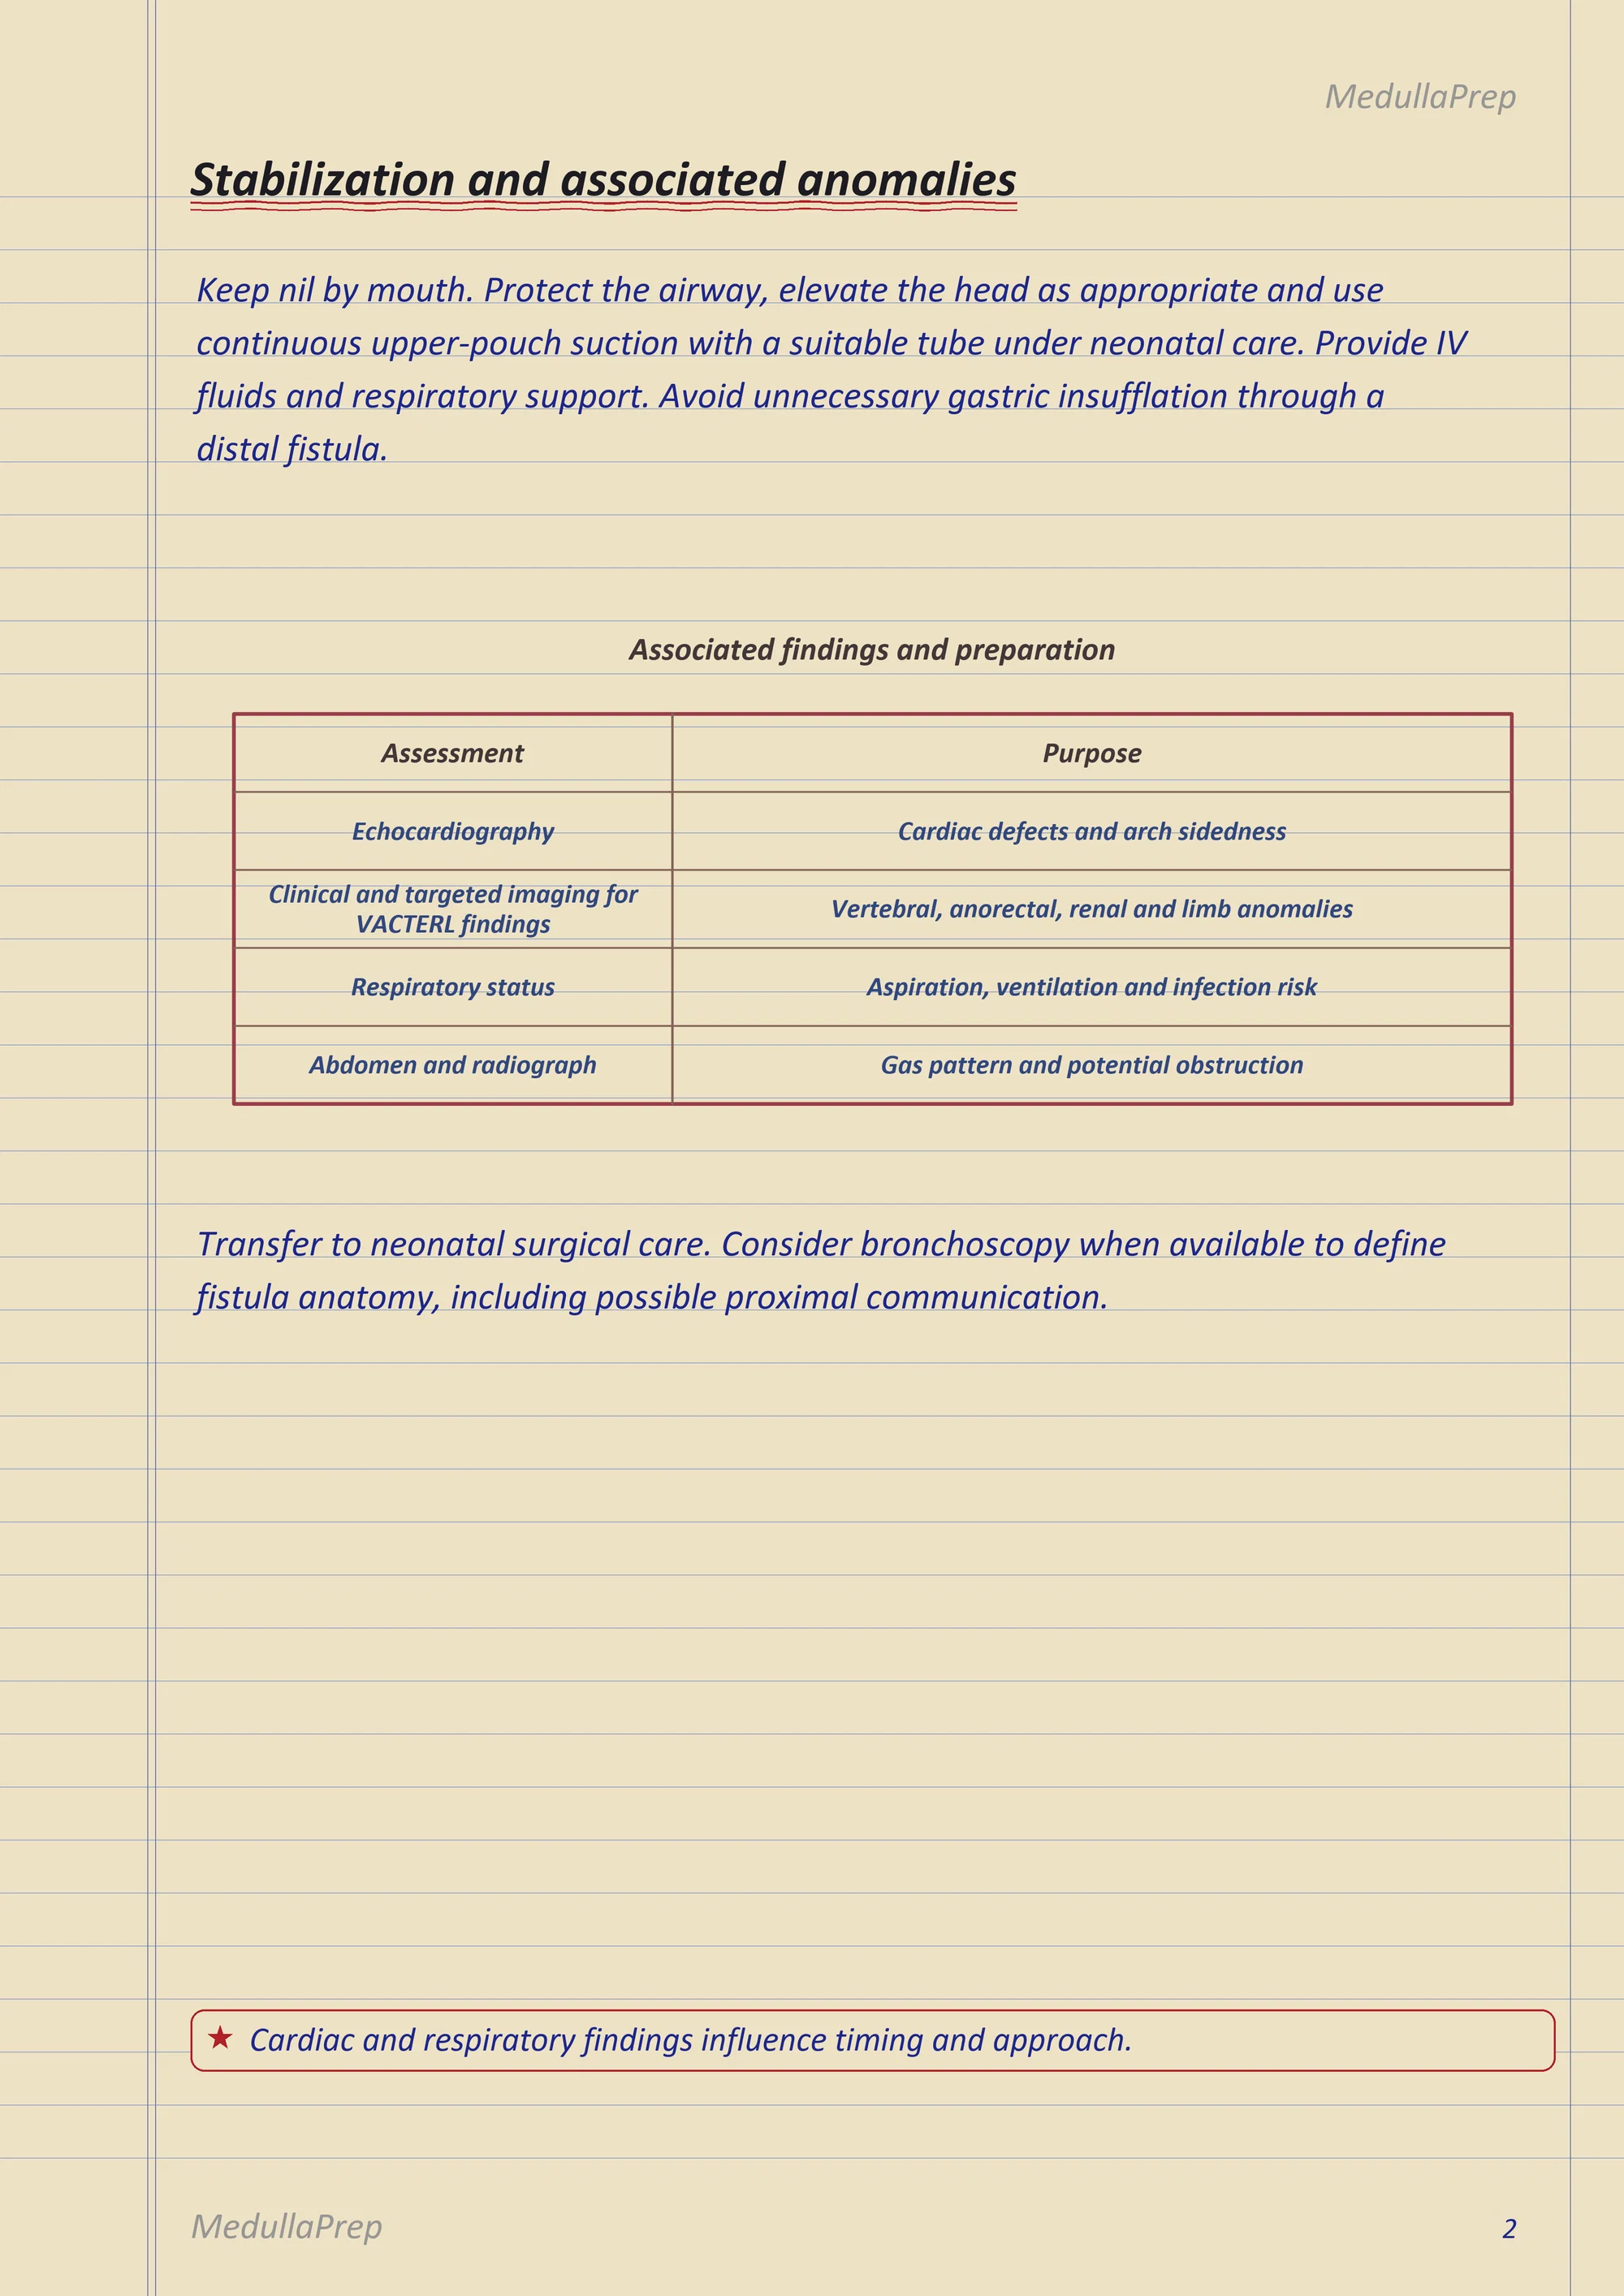 MedullaPrep
Stabilization and associated anomalies
Keep nil by mouth. Protect the airway, elevate the head as appropriate and use
continuous upper-pouch suction with a suitable tube under neonatal care. Provide IV
fluids and respiratory support. Avoid unnecessary gastric insufflation through a
distal fistula.
Associated findings and preparation
Assessment Purpose
Echocardiography Cardiac defects and arch sidedness
Clinical and targeted imaging for
VACTERL findings
Vertebral, anorectal, renal and limb anomalies
Respiratory status Aspiration, ventilation and infection risk
Abdomen and radiograph Gas pattern and potential obstruction
Transfer to neonatal surgical care. Consider bronchoscopy when available to define
fistula anatomy, including possible proximal communication.
★ Cardiac and respiratory findings influence timing and approach.
MedullaPrep 2